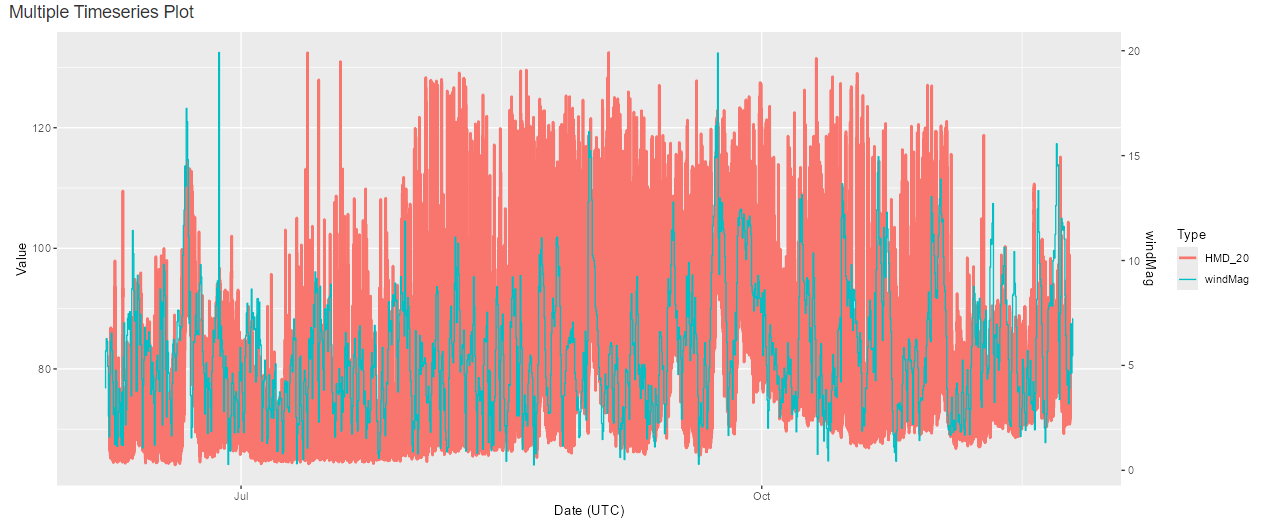 Multiple Timeseries Plot
Value
120
100
80
20
15
10
5
0
windMag
Jul
Oct
Date (UTC)
Type
HMD_20
windMag